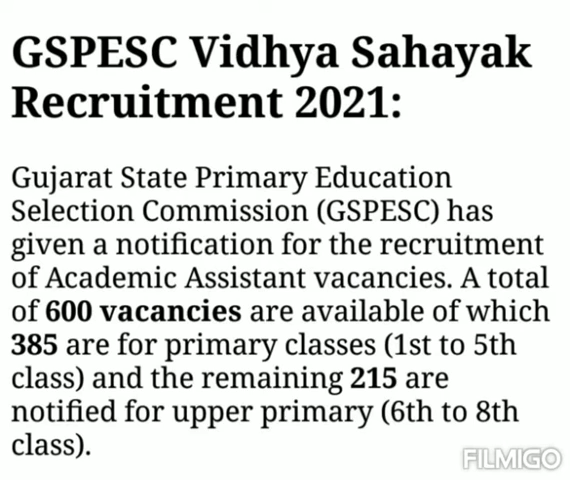 GSPESC Vidhya Sahayak
Recruitment 2021:
Gujarat State Primary Education
Selection Commission (GSPESC) has
given a notification for the recruitment
of Academic Assistant vacancies. A total
of 600 vacancies are available of which
385 are for primary classes (1st to 5th
class) and the remaining 215 are
notified for upper primary (6th to 8th
class).
FILMIGO